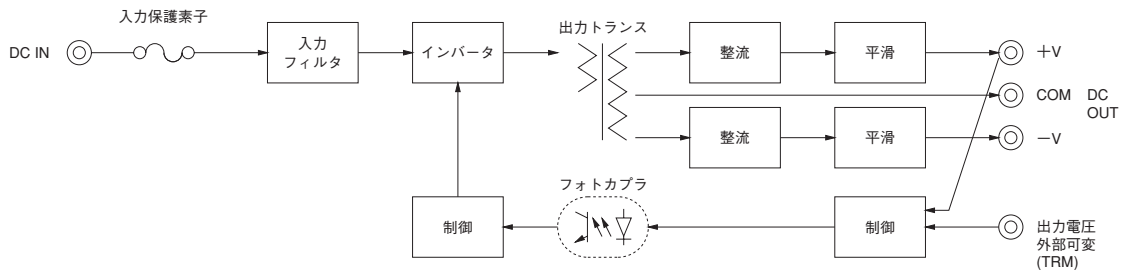 入力保護素子
DC IN
入力
フィルタ
インバータ
出力トランス
整流
平滑
＋V
COM
DC
OUT
整流
平滑
－V
制御
フォトカプラ
制御
出力電圧
外部可変
(TRM)